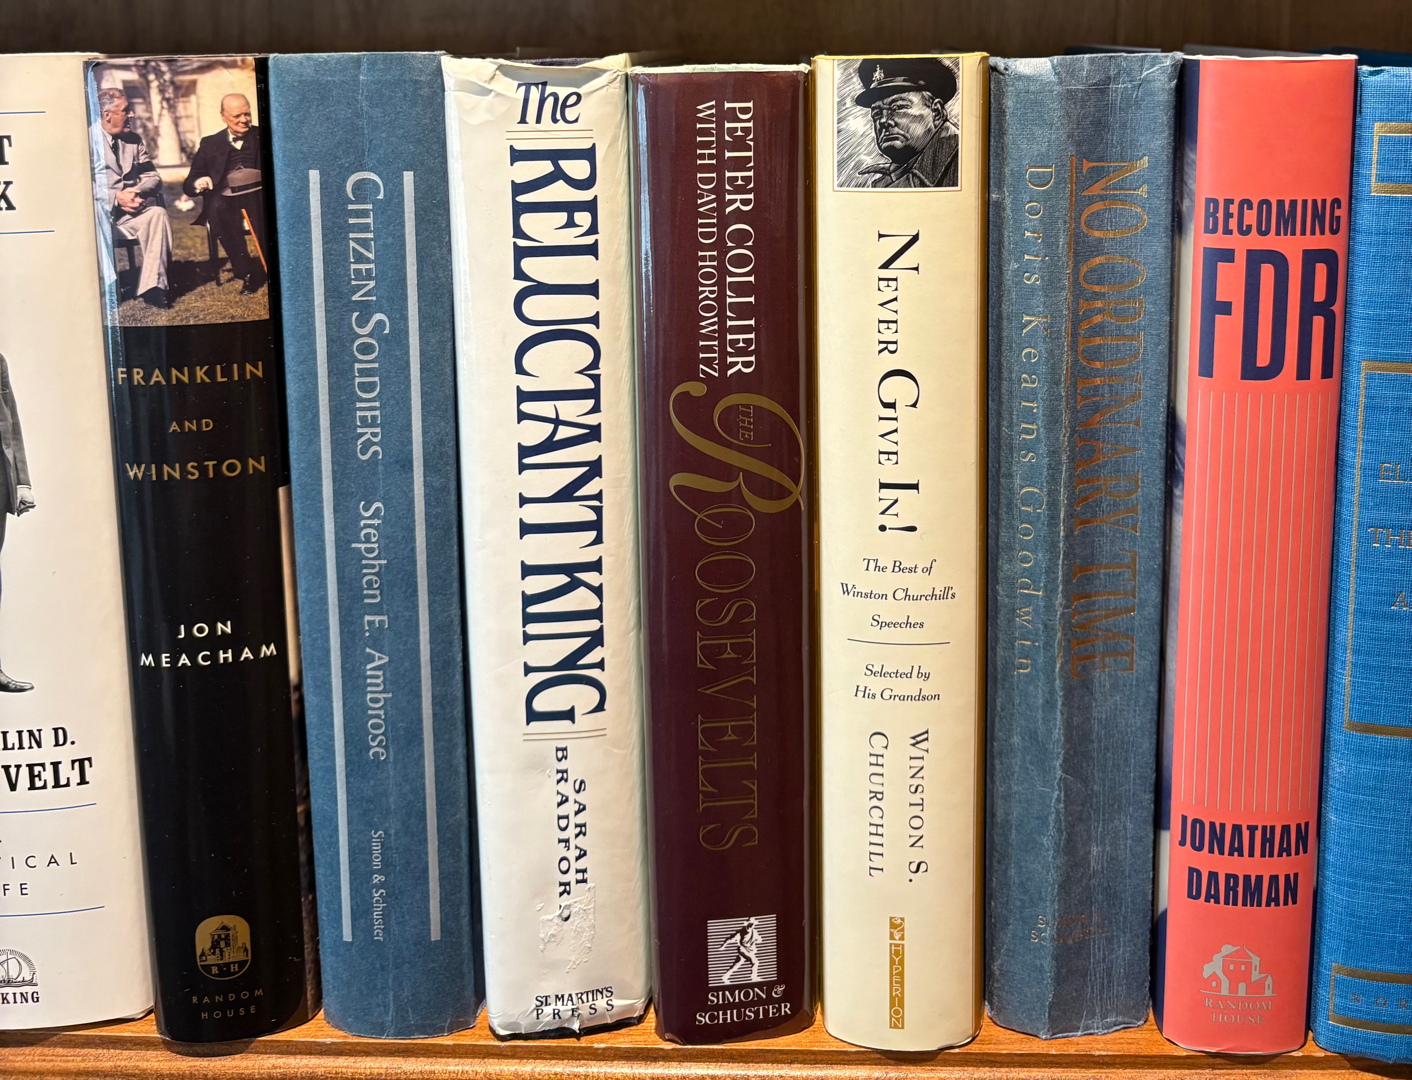 T
K
LIN D.
VELT
TICAL
FE
KING
FRANKLIN
AND
WINSTON
JON
MEACHAM
R·H
RANDOM
HOUSE
CITIZEN SOLDIERS Stephen E. Ambrose Simon & Schuster
The
RELUCTANT KING
SARAH
BRADFORD
ST. MARTIN'S
PRESS
PETER COLLIER
WITH DAVID HOROWITZ
THE
ROOSEVELTS
SIMON &
SCHUSTER
NEVER GIVE IN!
The Best of
Winston Churchill's
Speeches
Selected by
His Grandson
WINSTON S.
CHURCHILL
HYPERION
NO ORDINARY TIME
Doris Kearns Goodwin
BECOMING
FDR
JONATHAN
DARMAN
RANDOM
HOUSE
EL
THE
A